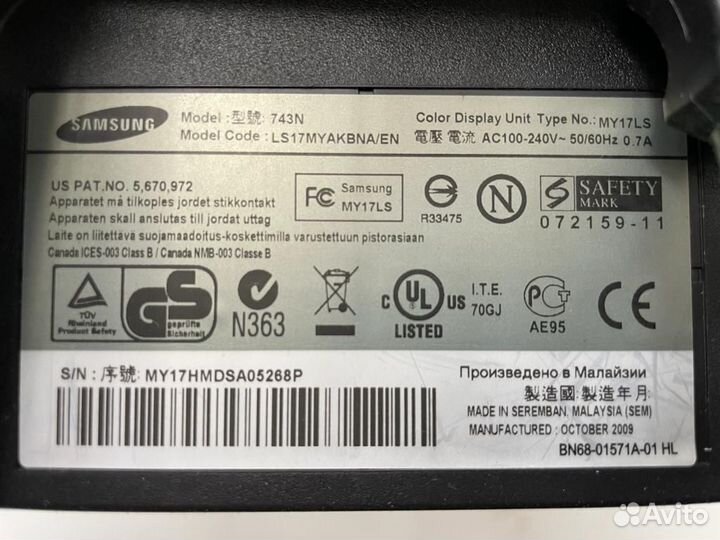 SAMSUNG
Model :型號: 743N
Model Code : LS17MYAKBNA/EN
Color Display Unit Type No.: MY17LS
電壓 電流 AC100-240V~ 50/60Hz 0.7A
US PAT.NO. 5,670,972
Apparatet må tilkoples jordet stikkontakt
Apparaten skall anslutas till jordat uttag
Laite on liitettävä suojamaadoitus-koskettimilla varustettuun pistorasiaan
Canada ICES-003 Class B / Canada NMB-003 Classe B
FC Samsung
MY17LS
R33475
N
S SAFETY
MARK
072159-11
TÜV
Rheinland
Product Safety
GS
geprüfte
Sicherheit
N363
C UL US
LISTED
I.T.E.
70GJ
PCT
AE95
CE
S/N : 序號: MY17HMDSA05268P
Произведено в Малайзии
製造國:製造年月
MADE IN SEREMBAN, MALAYSIA (SEM)
MANUFACTURED : OCTOBER 2009
BN68-01571A-01 HL
Avito